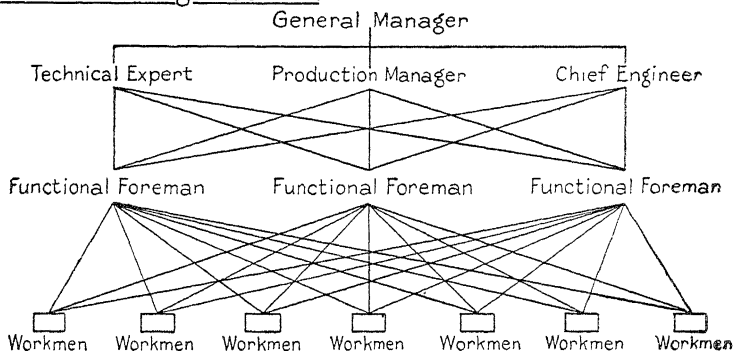 General Manager
Technical Expert Production Manager Chief Engineer
Functional Foreman Functional Foreman Functional Foreman
Workmen Workmen Workmen Workmen Workmen Workmen Workmen